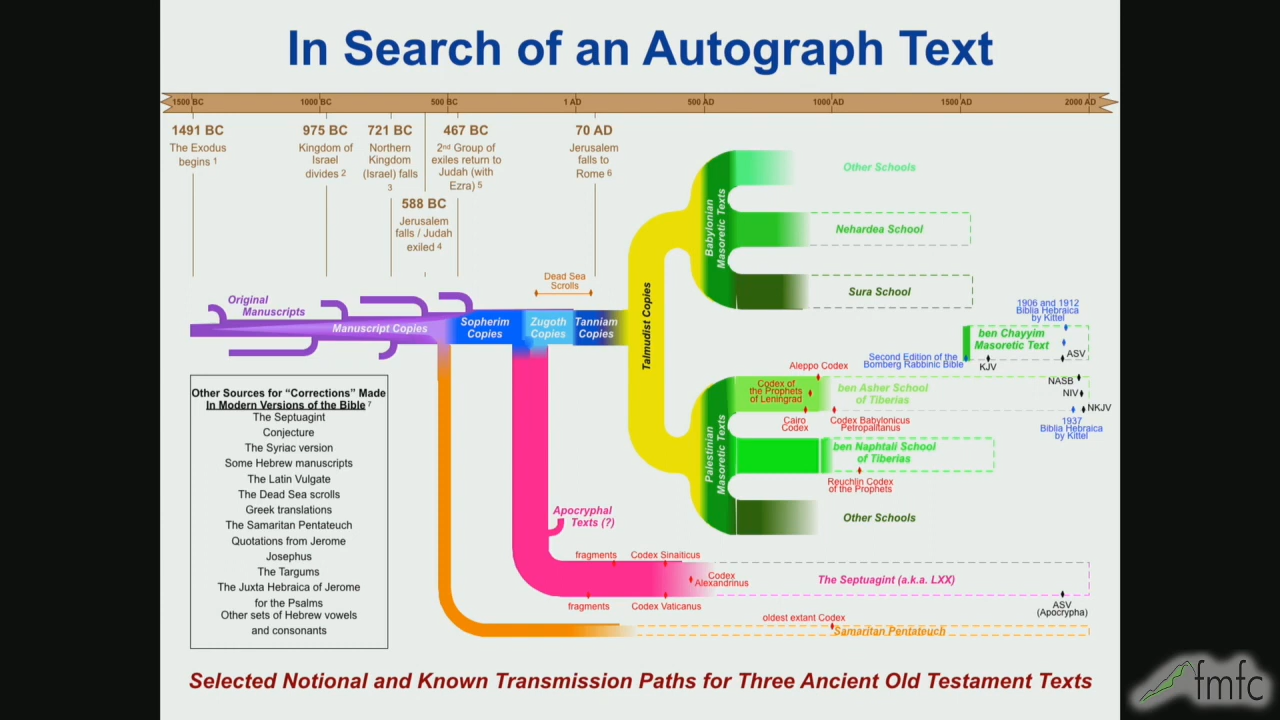 In Search of an Autograph Text
1500 BC
1000 BC
500 BC
1 AD
500 AD
1000 AD
1500 AD
2000 AD
1491 BC
The Exodus
begins 1
975 BC
Kingdom of
Israel
divides 2
721 BC
Northern
Kingdom
(Israel) falls
3
588 BC
Jerusalem
falls / Judah
exiled 4
467 BC
2nd Group of
exiles return to
Judah (with
Ezra) 5
70 AD
Jerusalem
falls to
Rome 6
Dead Sea
Scrolls
Original
Manuscripts
Manuscript Copies
Sopherim
Copies
Zugoth
Copies
Tanniam
Copies
Talmudist Copies
Babylonian
Masoretic Texts
Other Schools
Nehardea School
Sura School
1906 and 1912
Biblia Hebraica
by Kittel
ben Chayyim
Masoretic Text
Second Edition of the
Bomberg Rabbinic Bible
KJV
ASV
Palestinian
Masoretic Texts
Aleppo Codex
Codex of
the Prophets
of Leningrad
ben Asher School
of Tiberias
NASB
NIV
NKJV
Cairo
Codex
Codex Babylonicus
Petropalitanus
1937
Biblia Hebraica
by Kittel
ben Naphtali School
of Tiberias
Reuchlin Codex
of the Prophets
Other Schools
Other Sources for “Corrections” Made
In Modern Versions of the Bible 7
The Septuagint
Conjecture
The Syriac version
Some Hebrew manuscripts
The Latin Vulgate
The Dead Sea scrolls
Greek translations
The Samaritan Pentateuch
Quotations from Jerome
Josephus
The Targums
The Juxta Hebraica of Jerome
for the Psalms
Other sets of Hebrew vowels
and consonants
Apocryphal
Texts (?)
fragments
Codex Sinaiticus
Codex
Alexandrinus
The Septuagint (a.k.a. LXX)
fragments
Codex Vaticanus
ASV
(Apocrypha)
oldest extant Codex
Samaritan Pentateuch
Selected Notional and Known Transmission Paths for Three Ancient Old Testament Texts
fmfc